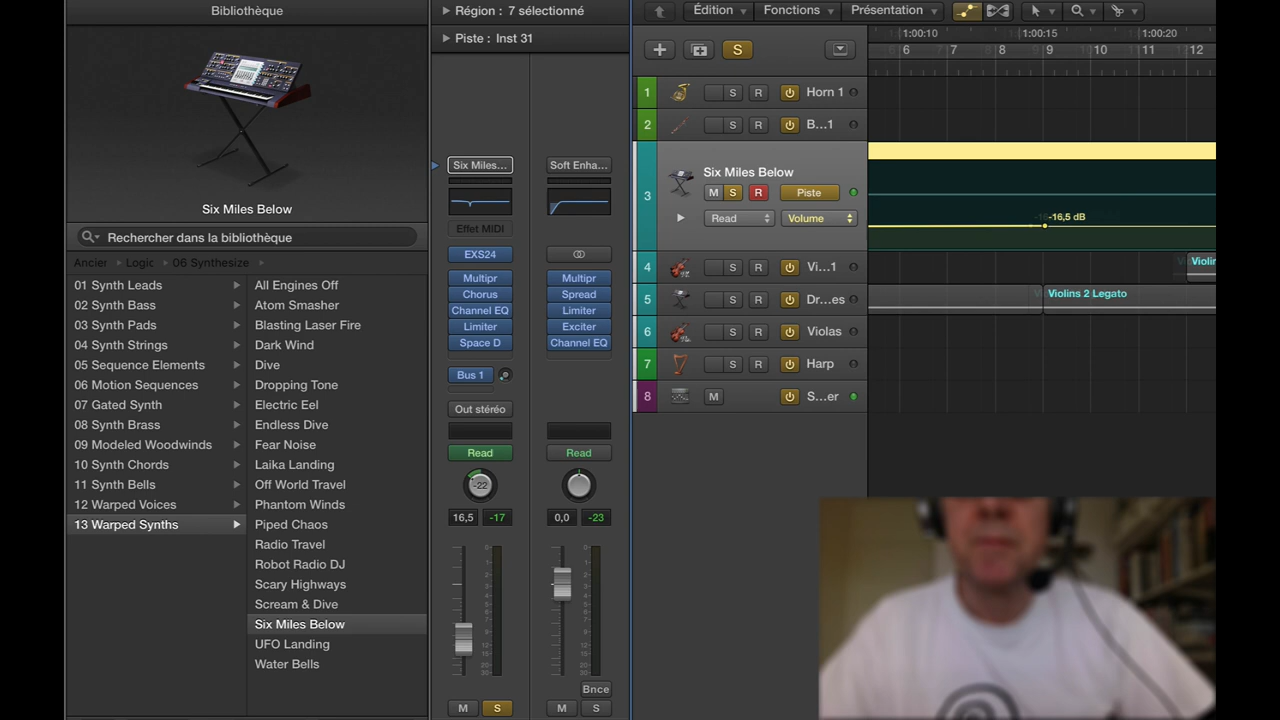 Bibliothèque
Six Miles Below
Rechercher dans la bibliothèque
Ancier Logic 06 Synthesize
01 Synth Leads
02 Synth Bass
03 Synth Pads
04 Synth Strings
05 Sequence Elements
06 Motion Sequences
07 Gated Synth
08 Synth Brass
09 Modeled Woodwinds
10 Synth Chords
11 Synth Bells
12 Warped Voices
13 Warped Synths
All Engines Off
Atom Smasher
Blasting Laser Fire
Dark Wind
Dive
Dropping Tone
Electric Eel
Endless Dive
Fear Noise
Laika Landing
Off World Travel
Phantom Winds
Piped Chaos
Radio Travel
Robot Radio DJ
Scary Highways
Scream & Dive
Six Miles Below
UFO Landing
Water Bells
Région : 7 sélectionné
Piste : Inst 31
Six Miles...
Effet MIDI
EXS24
Multipr
Chorus
Channel EQ
Limiter
Space D
Bus 1
Out stéréo
Read
-22
16,5 -17
M S
Soft Enha...
Multipr
Spread
Limiter
Exciter
Channel EQ
Read
0,0 -23
Bnce
M S
Édition Fonctions Présentation
S
1:00:10 1:00:15 1:00:20
6 7 8 9 10 11 12
1 S R Horn 1
2 S R B...1
3 Six Miles Below
M S R Piste
Read Volume
-16,5 dB
4 S R Vi...1
Violin
5 S R Dr...es
Violins 2 Legato
6 S R Violas
7 S R Harp
8 M S...er